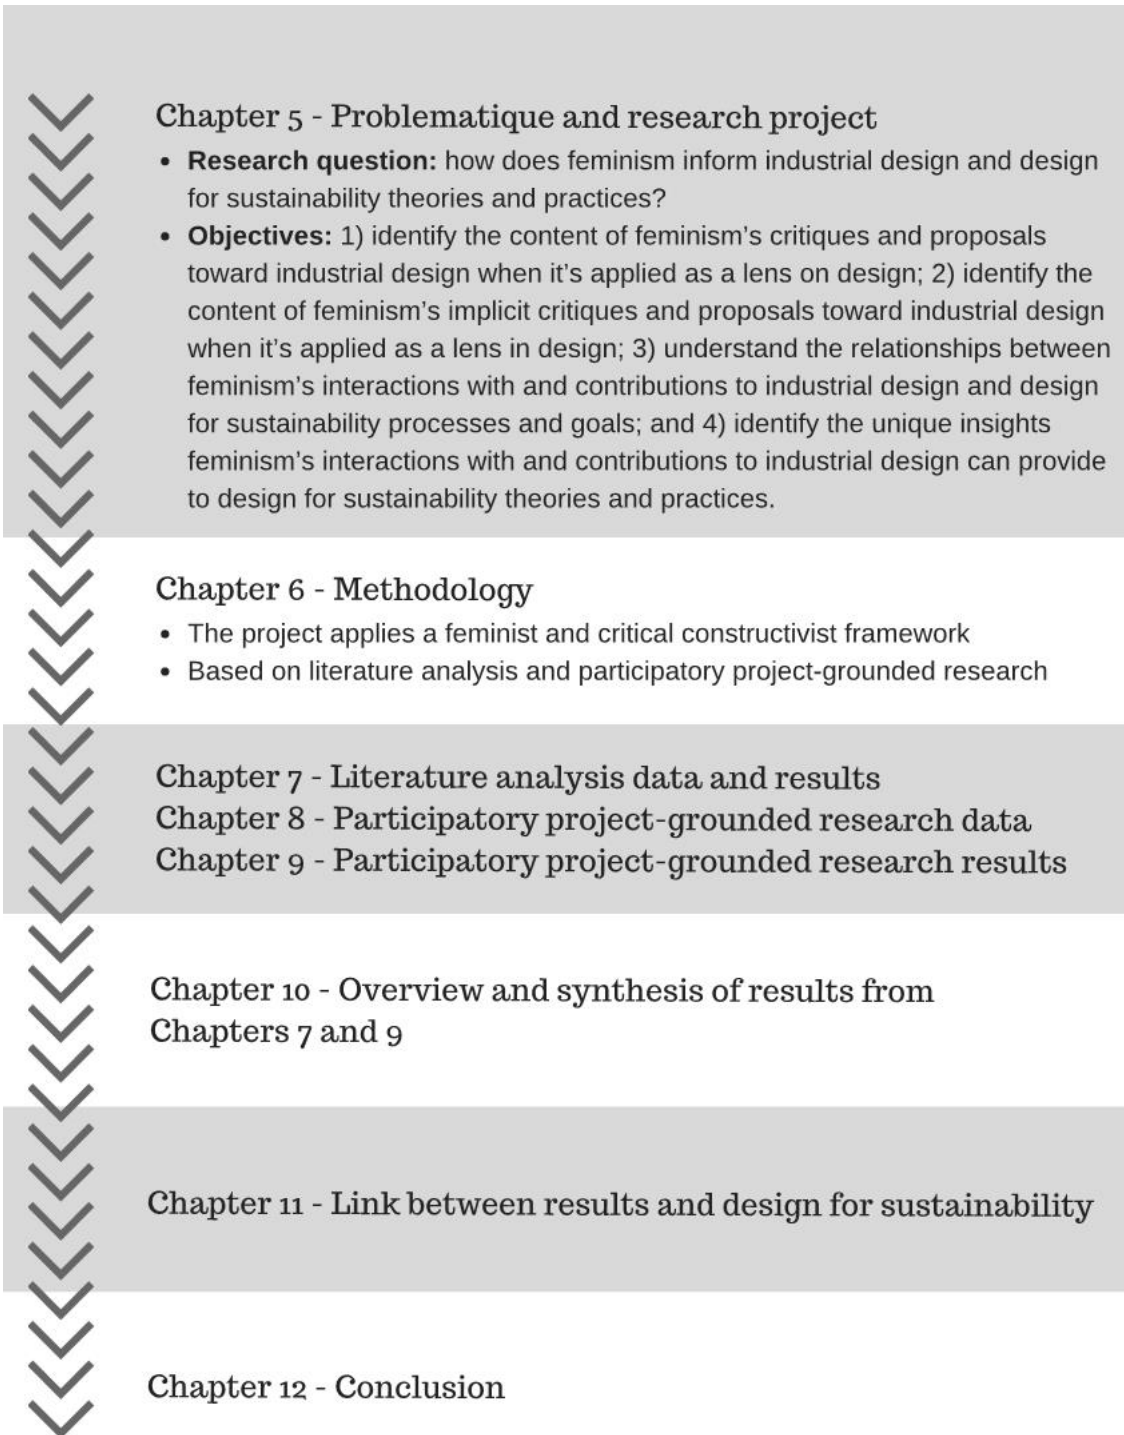 Chapter 5 - Problematique and research project
• Research question: how does feminism inform industrial design and design
for sustainability theories and practices?
• Objectives: 1) identify the content of feminism’s critiques and proposals
toward industrial design when it’s applied as a lens on design; 2) identify the
content of feminism’s implicit critiques and proposals toward industrial design
when it’s applied as a lens in design; 3) understand the relationships between
feminism’s interactions with and contributions to industrial design and design
for sustainability processes and goals; and 4) identify the unique insights
feminism’s interactions with and contributions to industrial design can provide
to design for sustainability theories and practices.
Chapter 6 - Methodology
• The project applies a feminist and critical constructivist framework
• Based on literature analysis and participatory project-grounded research
Chapter 7 - Literature analysis data and results
Chapter 8 - Participatory project-grounded research data
Chapter 9 - Participatory project-grounded research results
Chapter 10 - Overview and synthesis of results from
Chapters 7 and 9
Chapter 11 - Link between results and design for sustainability
Chapter 12 - Conclusion